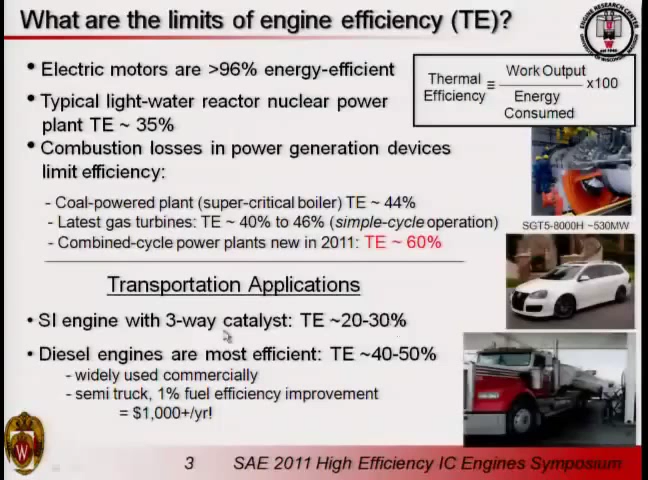 What are the limits of engine efficiency (TE)?
• Electric motors are >96% energy-efficient
• Typical light-water reactor nuclear power
plant TE ~ 35%
• Combustion losses in power generation devices
limit efficiency:
- Coal-powered plant (super-critical boiler) TE ~ 44%
- Latest gas turbines: TE ~ 40% to 46% (simple-cycle operation)
- Combined-cycle power plants new in 2011: TE ~ 60%
Thermal
Efficiency
≡
Work Output
Energy
Consumed
x100
SGT5-8000H ~530MW
Transportation Applications
• SI engine with 3-way catalyst: TE ~20-30%
• Diesel engines are most efficient: TE ~40-50%
- widely used commercially
- semi truck, 1% fuel efficiency improvement
= $1,000+/yr!
W
3 SAE 2011 High Efficiency IC Engines Symposium